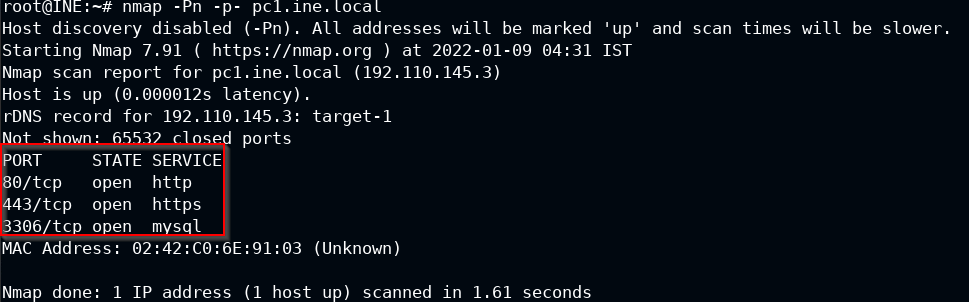 root@INE:~# nmap -Pn -p- pc1.ine.local
Host discovery disabled (-Pn). All addresses will be marked 'up' and scan times will be slower.
Starting Nmap 7.91 ( https://nmap.org ) at 2022-01-09 04:31 IST
Nmap scan report for pc1.ine.local (192.110.145.3)
Host is up (0.000012s latency).
rDNS record for 192.110.145.3: target-1
Not shown: 65532 closed ports
PORT     STATE SERVICE
80/tcp   open  http
443/tcp  open  https
3306/tcp open  mysql
MAC Address: 02:42:C0:6E:91:03 (Unknown)
Nmap done: 1 IP address (1 host up) scanned in 1.61 seconds